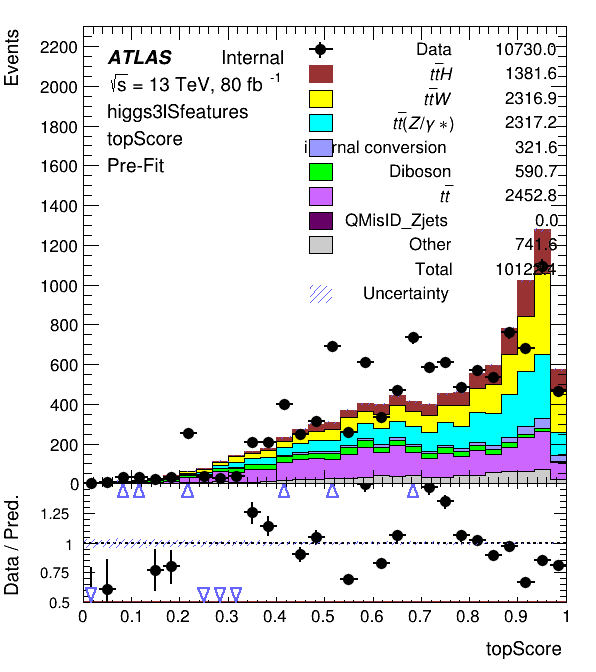 Events
2200
2000
1800
1600
1400
1200
1000
800
600
400
200
0
ATLAS Internal
√s = 13 TeV, 80 fb⁻¹
higgs3lSfeatures
topScore
Pre-Fit
Data 10730.0
tt̄H 1381.6
tt̄W 2316.9
tt̄(Z/γ*) 2317.2
rnal conversion 321.6
Diboson 590.7
tt̄ 2452.8
QMisID_Zjets 0.0
Other 741.6
Total 10122.4
Uncertainty
Data / Pred.
1.25
1
0.75
0.5
0 0.1 0.2 0.3 0.4 0.5 0.6 0.7 0.8 0.9 1
topScore